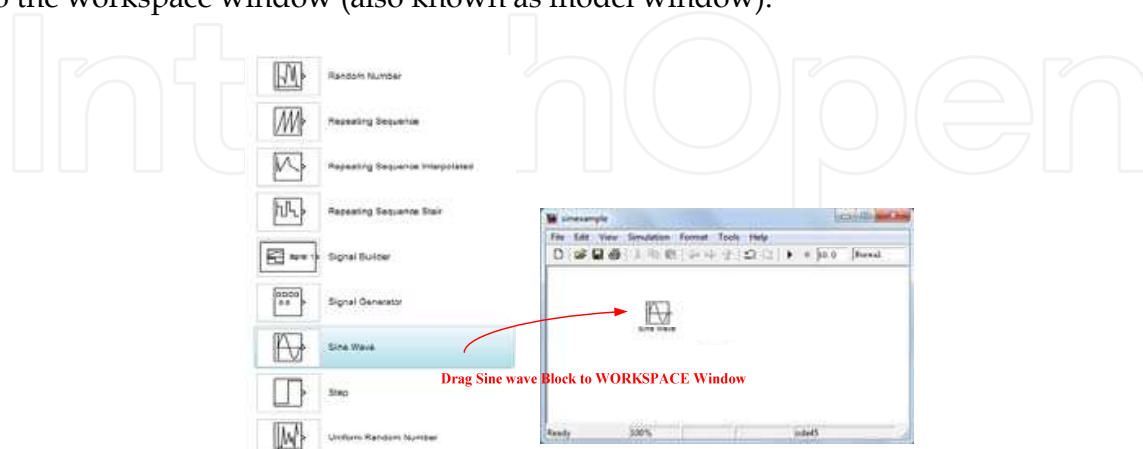 to the workspace window (also known as model window).
IntechOpen
Random Number
Repeating Sequence
Repeating Sequence Interpolated
Repeating Sequence Stair
Signal Builder
Signal Generator
Sine Wave
Step
Uniform Random Number
sinexample
File Edit View Simulation Format Tools Help
10.0 Normal
Sine Wave
Drag Sine wave Block to WORKSPACE Window
Ready 100% ode45